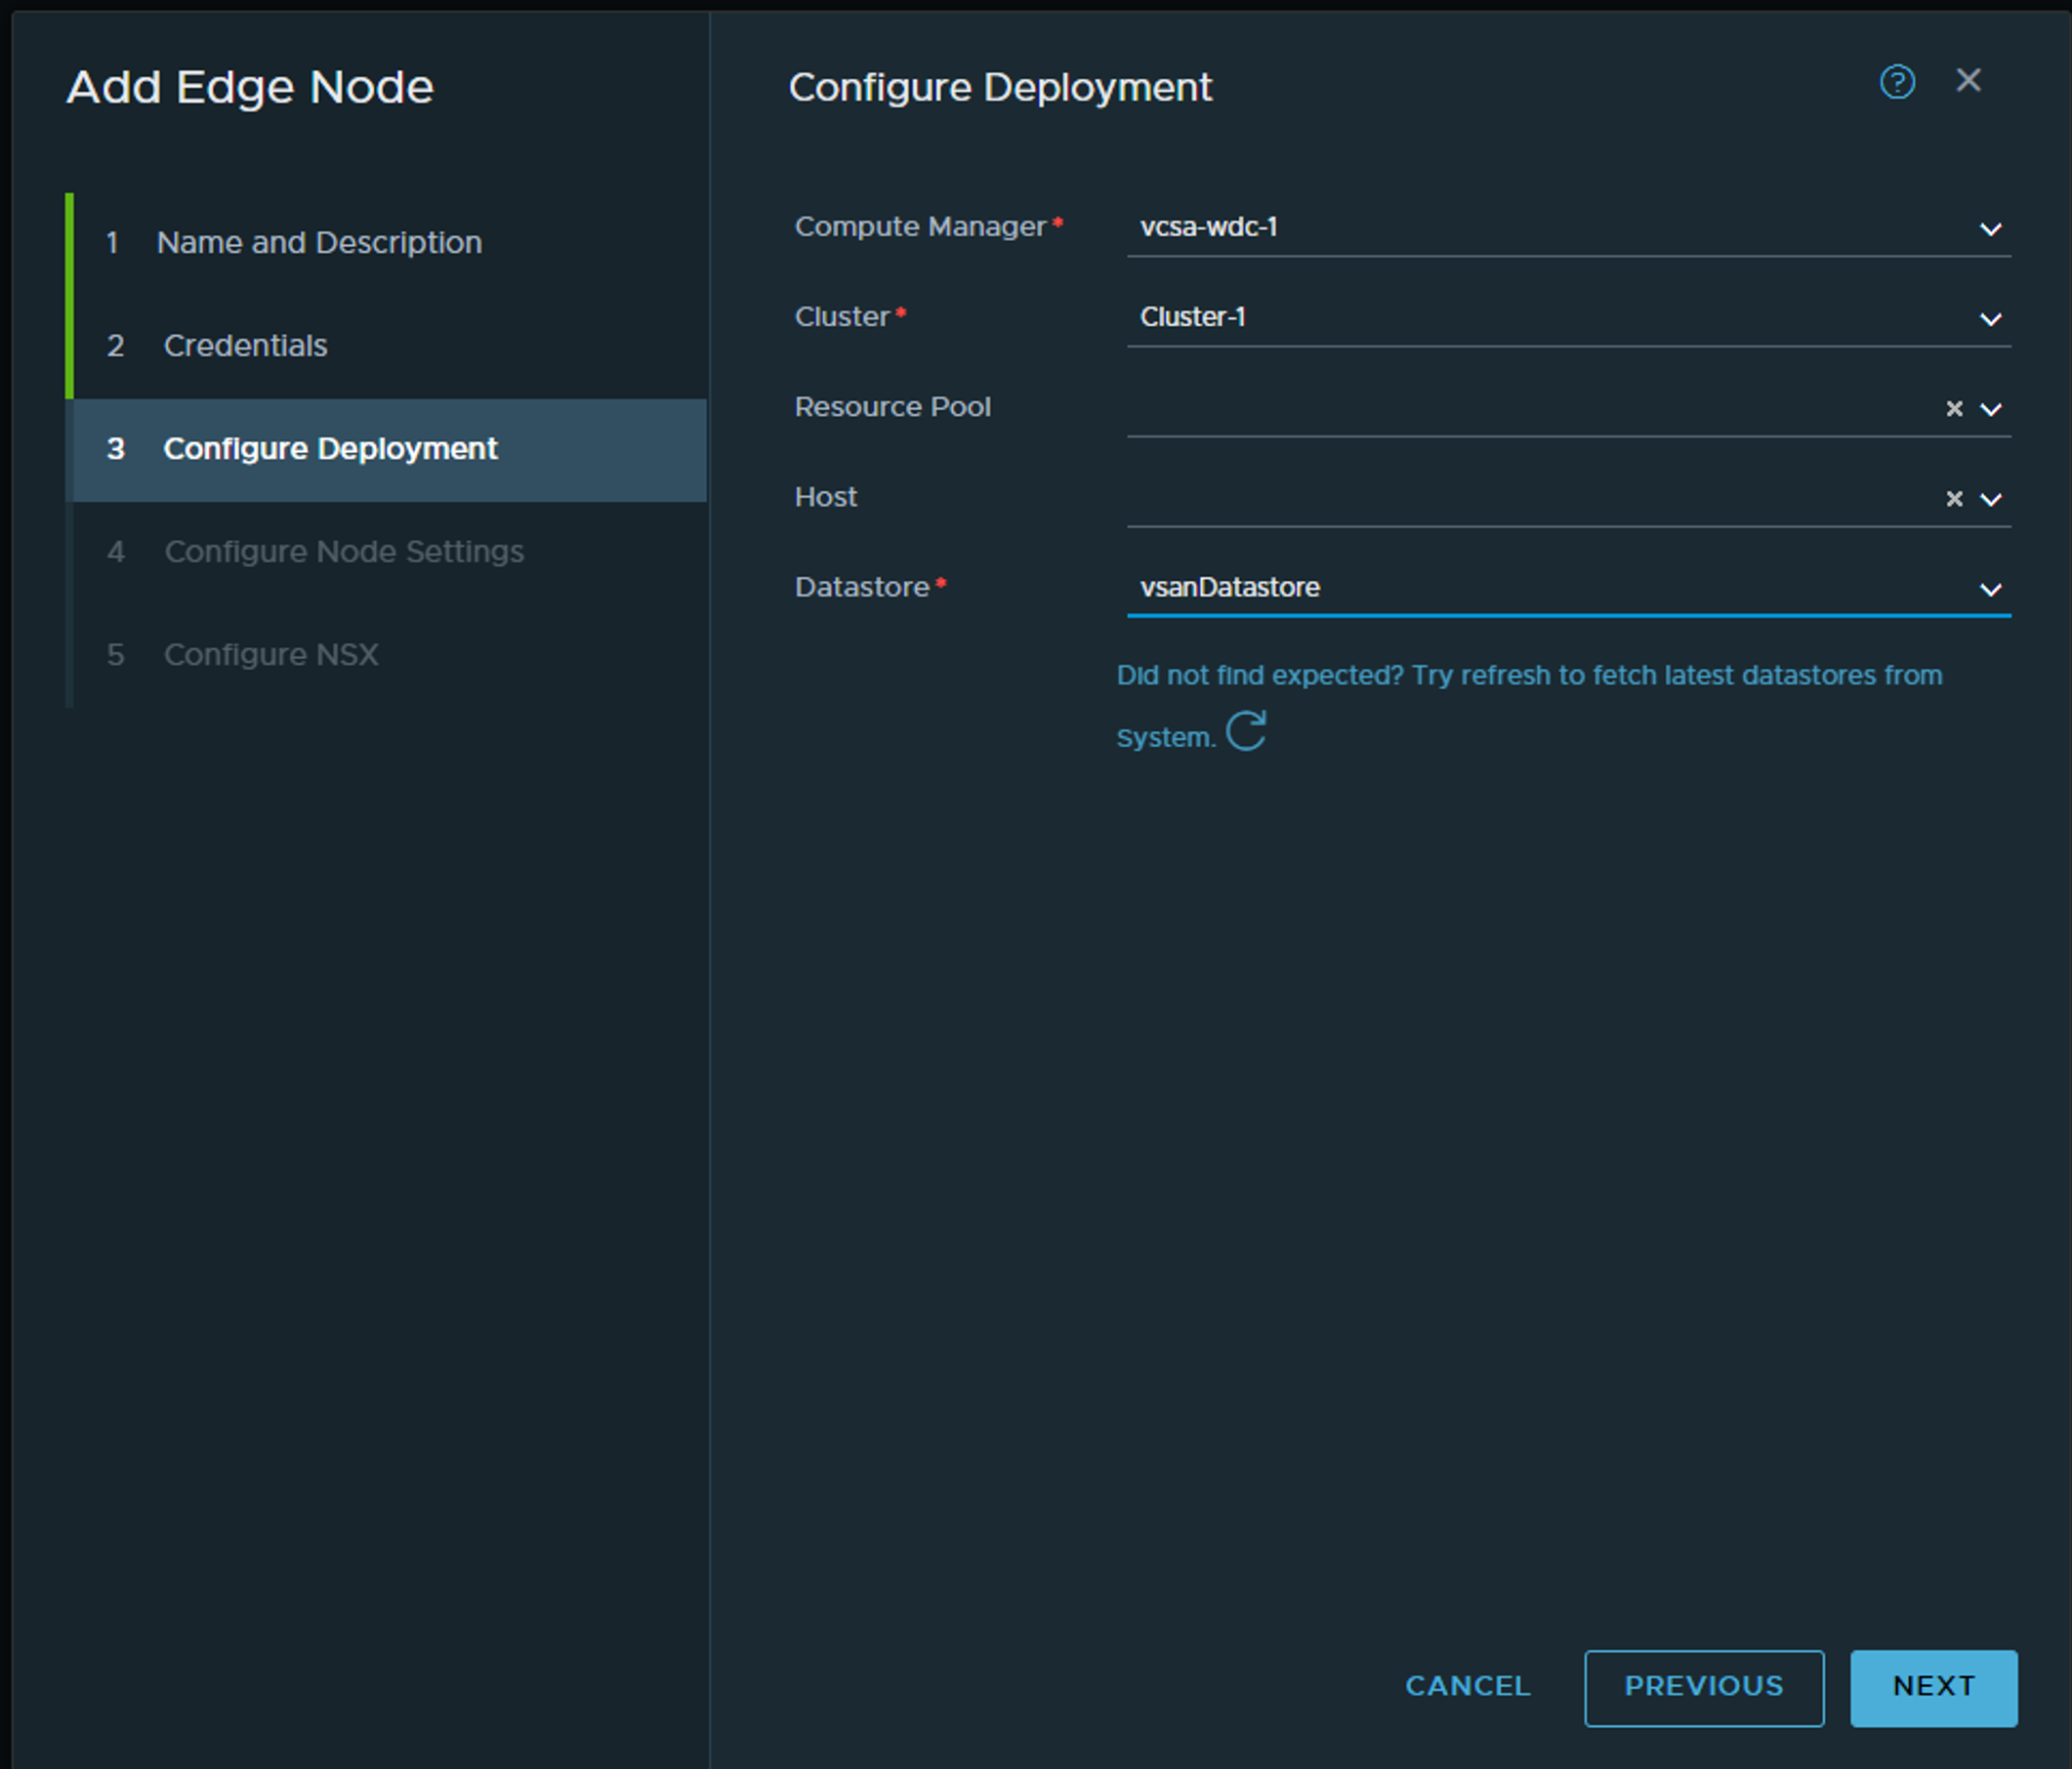 Add Edge Node
1 Name and Description
2 Credentials
3 Configure Deployment
4 Configure Node Settings
5 Configure NSX
Configure Deployment
Compute Manager* vcsa-wdc-1
Cluster* Cluster-1
Resource Pool
Host
Datastore* vsanDatastore
Did not find expected? Try refresh to fetch latest datastores from
System.
CANCEL PREVIOUS NEXT